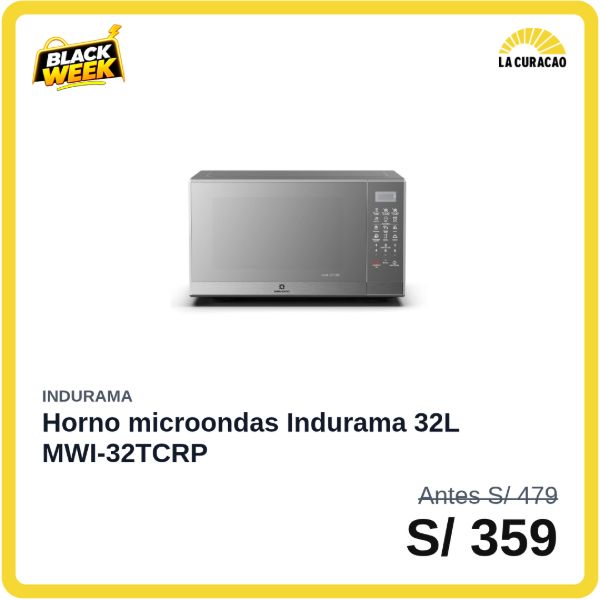 BLACK
WEEK
LA CURACAO
INDURAMA
Horno microondas Indurama 32L
MWI-32TCRP
Antes S/ 479
S/ 359